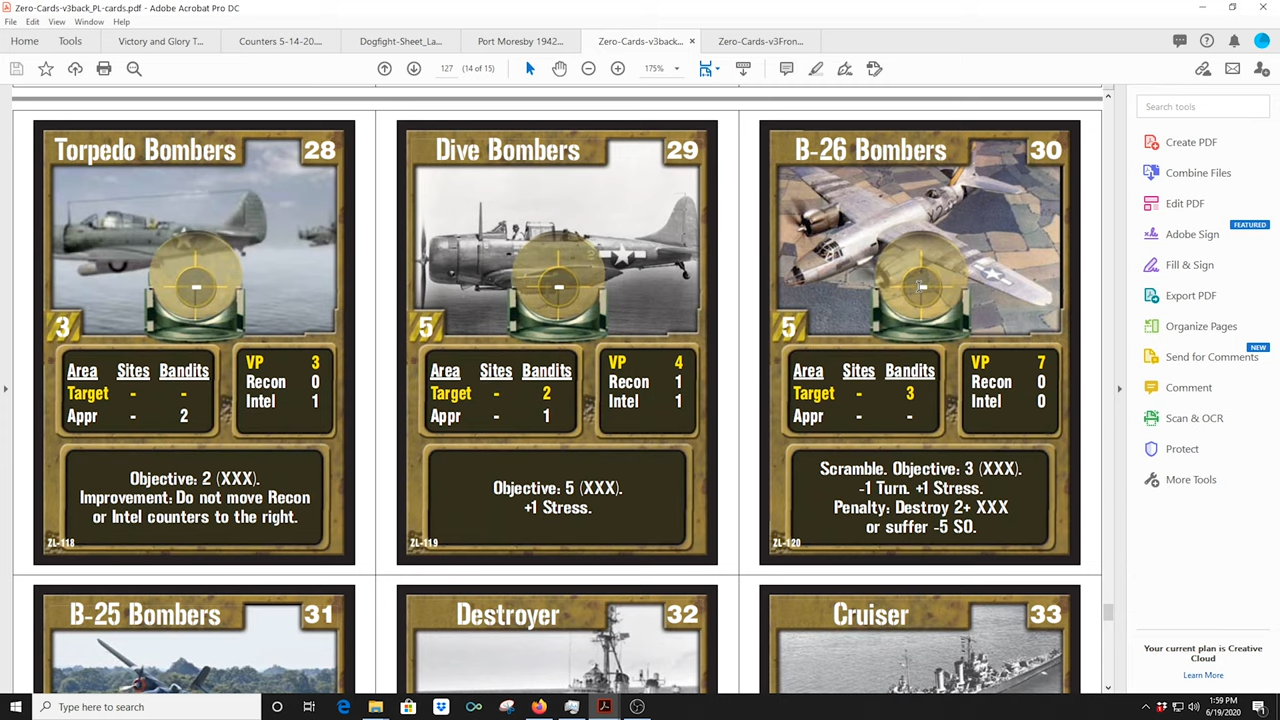 Zero-Cards-v3back_PL-cards.pdf - Adobe Acrobat Pro DC
File Edit View Window Help
Home Tools Victory and Glory T... Counters 5-14-20.... Dogfight-Sheet_La... Port Moresby 1942... Zero-Cards-v3back... × Zero-Cards-v3Fron...
127 (14 of 15) 175%
Search tools
Create PDF
Combine Files
Edit PDF
FEATURED
Adobe Sign
Fill & Sign
Export PDF
Organize Pages
NEW
Send for Comments
Comment
Scan & OCR
Protect
More Tools
Your current plan is Creative
Cloud
Learn More
Torpedo Bombers 28
3
Area Sites Bandits
Target - -
Appr - 2
VP 3
Recon 0
Intel 1
Objective: 2 (XXX).
Improvement: Do not move Recon
or Intel counters to the right.
ZL-118
Dive Bombers 29
5
Area Sites Bandits
Target - 2
Appr - 1
VP 4
Recon 1
Intel 1
Objective: 5 (XXX).
+1 Stress.
ZL-119
B-26 Bombers 30
5
Area Sites Bandits
Target - 3
Appr - -
VP 7
Recon 0
Intel 0
Scramble. Objective: 3 (XXX).
-1 Turn. +1 Stress.
Penalty: Destroy 2+ XXX
or suffer -5 SO.
ZL-120
B-25 Bombers 31
Destroyer 32
Cruiser 33
Type here to search
1:59 PM
6/19/2020